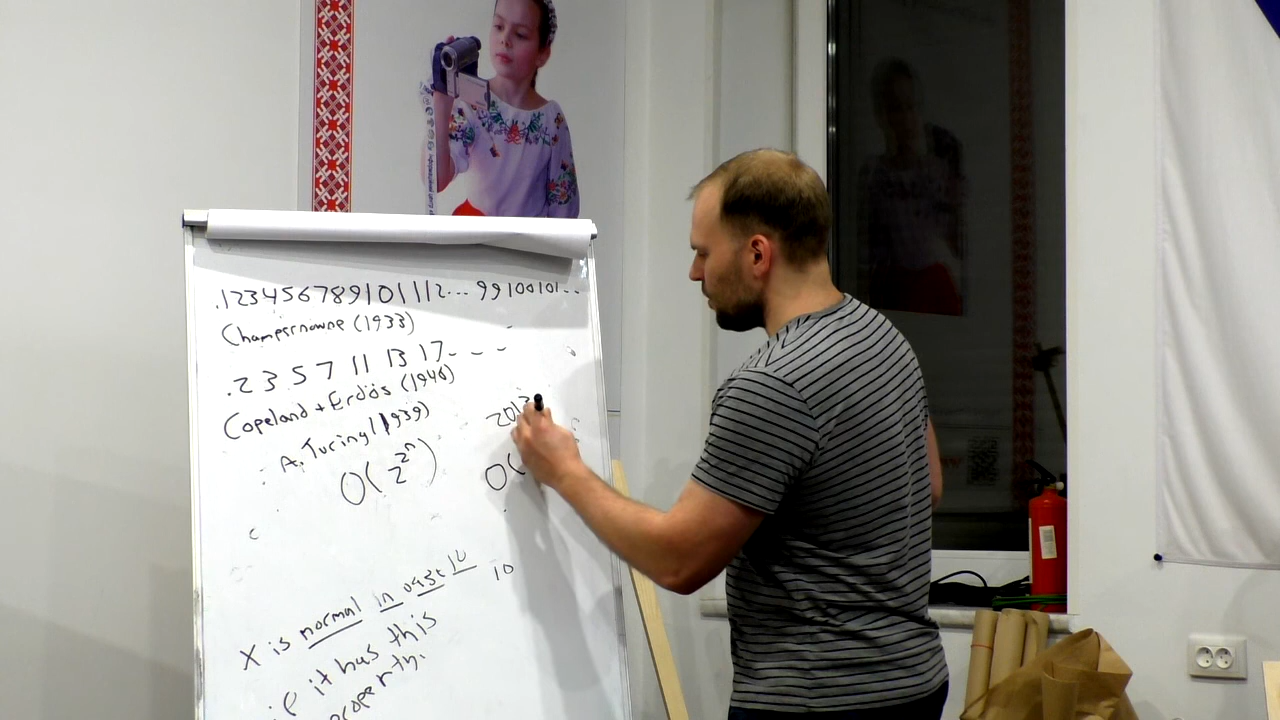 .123456789101112... 99100101...
Champernowne (1933)
.2 3 5 7 11 13 17- - - -
Copeland + Erdős (1946)
A. Turing (1939)
O(2^2^n)
2013
O(
X is normal in base 10
10
if it has this
property.